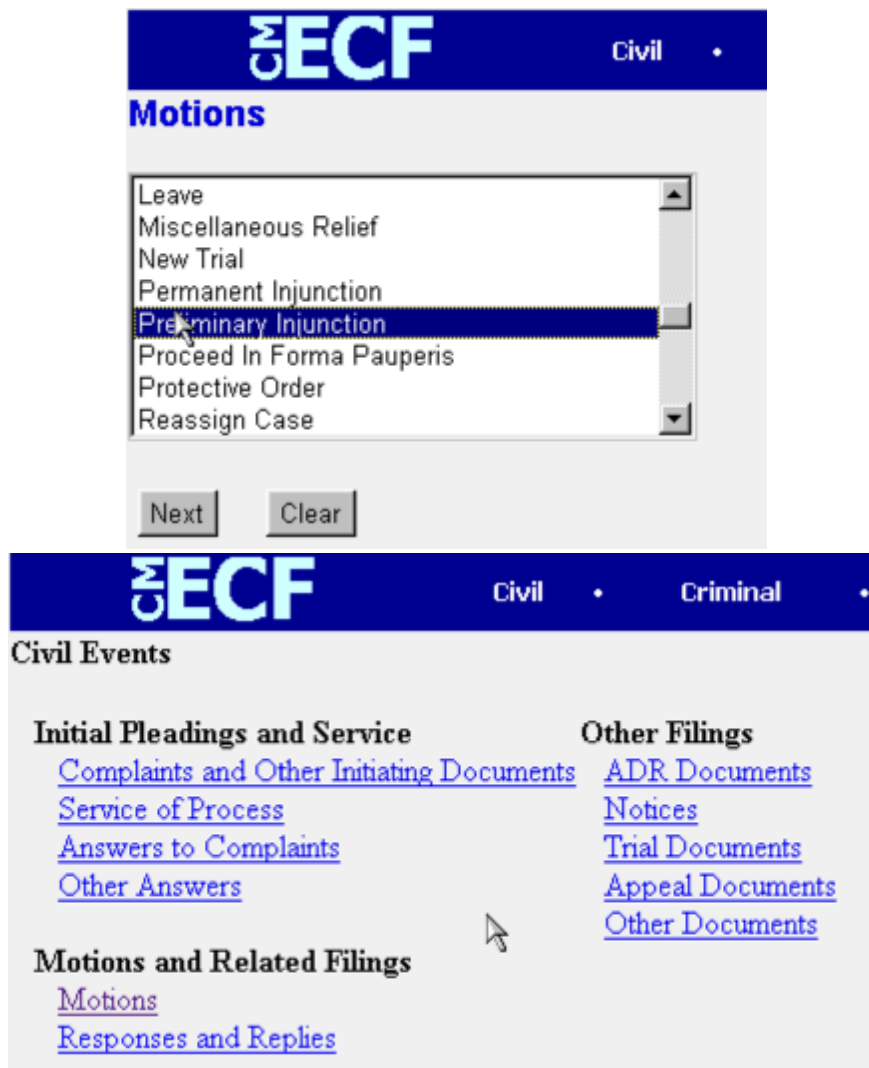 CM ECF Civil •
Motions
Leave
Miscellaneous Relief
New Trial
Permanent Injunction
Preliminary Injunction
Proceed In Forma Pauperis
Protective Order
Reassign Case
Next Clear
CM ECF Civil • Criminal •
Civil Events
Initial Pleadings and Service
Complaints and Other Initiating Documents
Service of Process
Answers to Complaints
Other Answers
Motions and Related Filings
Motions
Responses and Replies
Other Filings
ADR Documents
Notices
Trial Documents
Appeal Documents
Other Documents